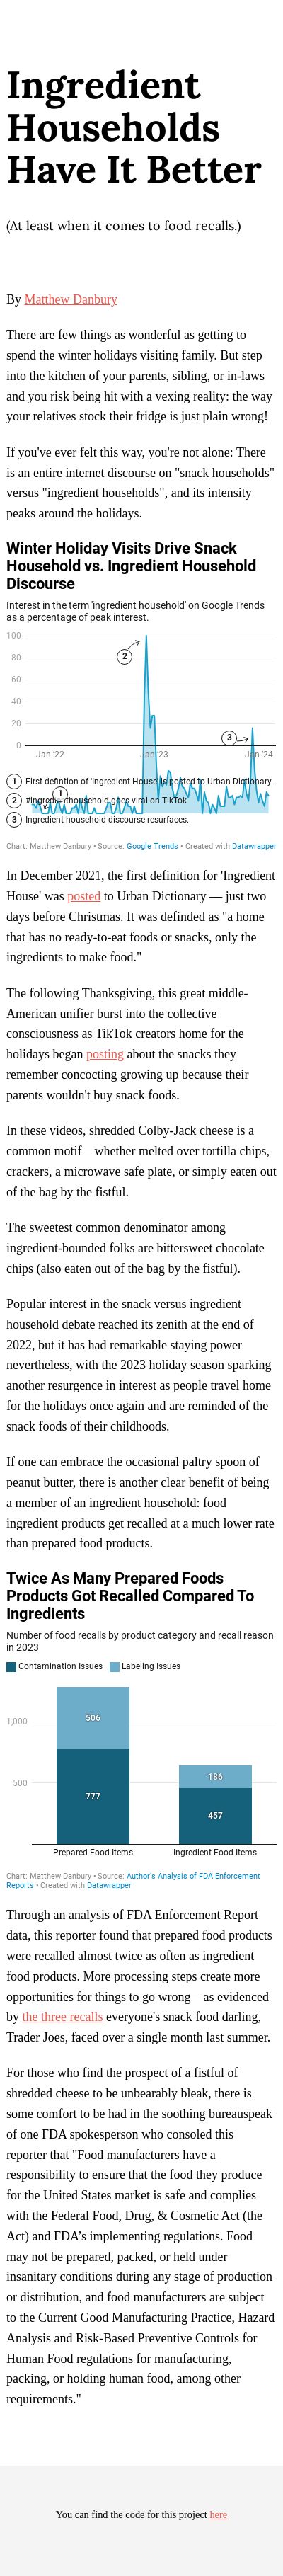 Ingredient
Households
Have It Better
(At least when it comes to food recalls.)
By Matthew Danbury
There are few things as wonderful as getting to
spend the winter holidays visiting family. But step
into the kitchen of your parents, sibling, or in-laws
and you risk being hit with a vexing reality: the way
your relatives stock their fridge is just plain wrong!
If you've ever felt this way, you're not alone: There
is an entire internet discourse on "snack households"
versus "ingredient households", and its intensity
peaks around the holidays.
Winter Holiday Visits Drive Snack
Household vs. Ingredient Household
Discourse
Interest in the term 'ingredient household' on Google Trends
as a percentage of peak interest.
100
80
60
40
20
0
2
3
Jan '22
Jan '23
Jan '24
1 First defintion of 'Ingredient House' is posted to Urban Dictionary.
1
2 #Ingredienthousehold goes viral on TikTok
3 Ingredient household discourse resurfaces.
Chart: Matthew Danbury • Source: Google Trends • Created with Datawrapper
In December 2021, the first definition for 'Ingredient
House' was posted to Urban Dictionary — just two
days before Christmas. It was definded as "a home
that has no ready-to-eat foods or snacks, only the
ingredients to make food."
The following Thanksgiving, this great middle-
American unifier burst into the collective
consciousness as TikTok creators home for the
holidays began posting about the snacks they
remember concocting growing up because their
parents wouldn't buy snack foods.
In these videos, shredded Colby-Jack cheese is a
common motif—whether melted over tortilla chips,
crackers, a microwave safe plate, or simply eaten out
of the bag by the fistful.
The sweetest common denominator among
ingredient-bounded folks are bittersweet chocolate
chips (also eaten out of the bag by the fistful).
Popular interest in the snack versus ingredient
household debate reached its zenith at the end of
2022, but it has had remarkable staying power
nevertheless, with the 2023 holiday season sparking
another resurgence in interest as people travel home
for the holidays once again and are reminded of the
snack foods of their childhoods.
If one can embrace the occasional paltry spoon of
peanut butter, there is another clear benefit of being
a member of an ingredient household: food
ingredient products get recalled at a much lower rate
than prepared food products.
Twice As Many Prepared Foods
Products Got Recalled Compared To
Ingredients
Number of food recalls by product category and recall reason
in 2023
Contamination Issues Labeling Issues
1,000
500
506
777
186
457
Prepared Food Items
Ingredient Food Items
Chart: Matthew Danbury • Source: Author's Analysis of FDA Enforcement
Reports • Created with Datawrapper
Through an analysis of FDA Enforcement Report
data, this reporter found that prepared food products
were recalled almost twice as often as ingredient
food products. More processing steps create more
opportunities for things to go wrong—as evidenced
by the three recalls everyone's snack food darling,
Trader Joes, faced over a single month last summer.
For those who find the prospect of a fistful of
shredded cheese to be unbearably bleak, there is
some comfort to be had in the soothing bureauspeak
of one FDA spokesperson who consoled this
reporter that "Food manufacturers have a
responsibility to ensure that the food they produce
for the United States market is safe and complies
with the Federal Food, Drug, & Cosmetic Act (the
Act) and FDA's implementing regulations. Food
may not be prepared, packed, or held under
insanitary conditions during any stage of production
or distribution, and food manufacturers are subject
to the Current Good Manufacturing Practice, Hazard
Analysis and Risk-Based Preventive Controls for
Human Food regulations for manufacturing,
packing, or holding human food, among other
requirements."
You can find the code for this project here